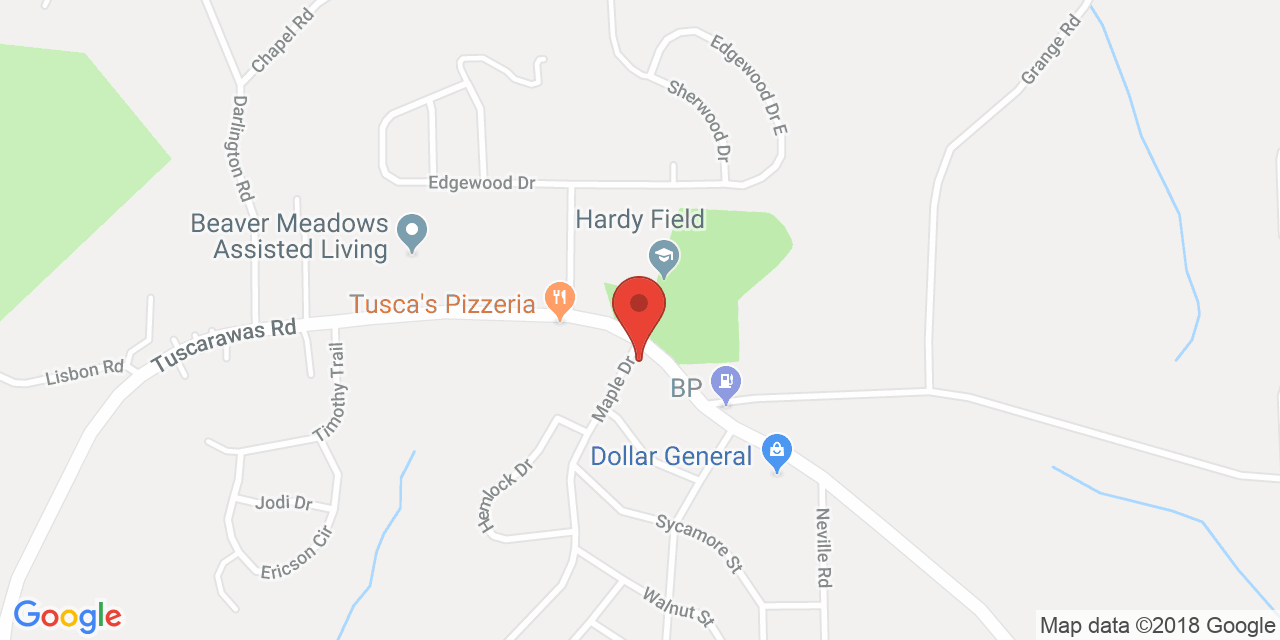 Chapel Rd
Grange Rd
Edgewood Dr E
Sherwood Dr
Darlington Rd
Edgewood Dr
Hardy Field
Beaver Meadows
Assisted Living
Tusca's Pizzeria
Tuscarawas Rd
Lisbon Rd
Timothy Trail
Maple Dr
BP
Dollar General
Hemlock Dr
Jodi Dr
Ericson Cir
Sycamore St
Neville Rd
Walnut St
Google
Map data ©2018 Google